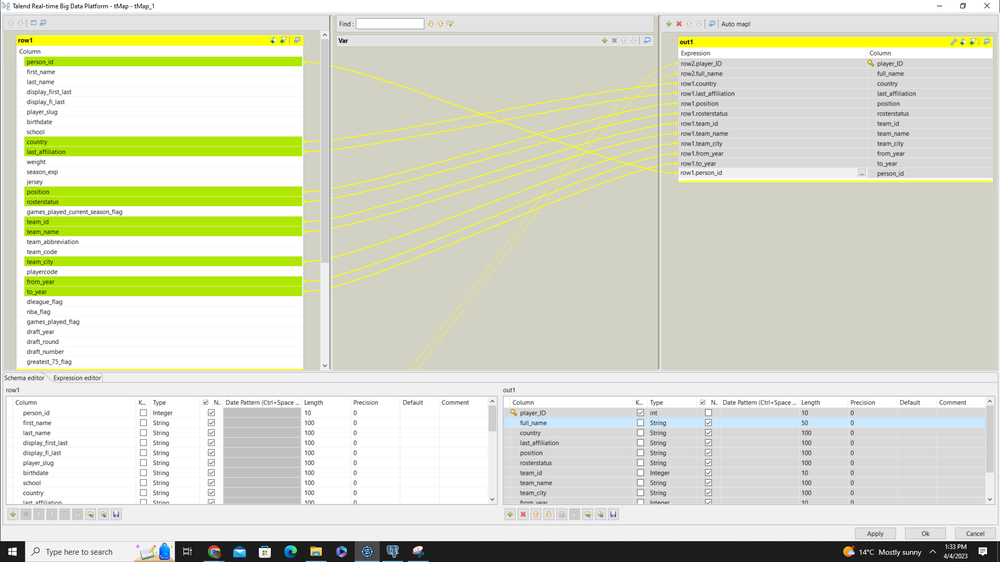 Talend Real-time Big Data Platform - tMap - tMap_1
Find :
Auto map!
row1
Column
person_id
first_name
last_name
display_first_last
display_fi_last
player_slug
birthdate
school
country
last_affiliation
weight
season_exp
jersey
position
rosterstatus
games_played_current_season_flag
team_id
team_name
team_abbreviation
team_code
team_city
playercode
from_year
to_year
dleague_flag
nba_flag
games_played_flag
draft_year
draft_round
draft_number
greatest_75_flag
Var
out1
Expression Column
row2.player_ID player_ID
row2.full_name full_name
row1.country country
row1.last_affiliation last_affiliation
row1.position position
row1.rosterstatus rosterstatus
row1.team_id team_id
row1.team_name team_name
row1.team_city team_city
row1.from_year from_year
row1.to_year to_year
row1.person_id ... person_id
Schema editor Expression editor
row1
Column K... Type N.. Date Pattern (Ctrl+Space ... Length Precision Default Comment
person_id Integer 10 0
first_name String 100 0
last_name String 100 0
display_first_last String 100 0
display_fi_last String 100 0
player_slug String 100 0
birthdate String 100 0
school String 100 0
country String 100 0
last_affiliation String 100 0
out1
Column K... Type N.. Date Pattern (Ctrl+Space ... Length Precision Default Comment
player_ID int 10 0
full_name String 50 0
country String 100 0
last_affiliation String 100 0
position String 100 0
rosterstatus String 100 0
team_id Integer 10 0
team_name String 100 0
team_city String 100 0
from_year Integer 10 0
Apply Ok Cancel
Type here to search
14°C Mostly sunny
1:33 PM
4/4/2023